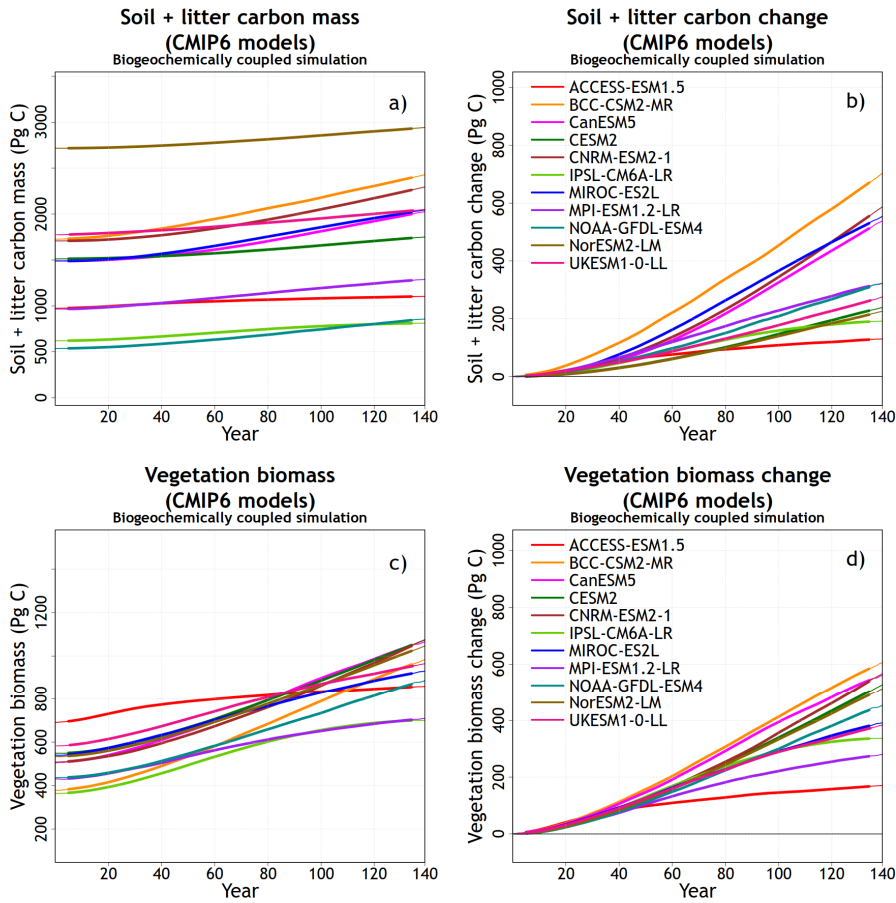 Soil + litter carbon mass
(CMIP6 models)
Biogeochemically coupled simulation
a)
Soil + litter carbon mass (Pg C)
0 500 1000 2000 3000
20 40 60 80 100 120 140
Year
Soil + litter carbon change
(CMIP6 models)
Biogeochemically coupled simulation
b)
ACCESS-ESM1.5
BCC-CSM2-MR
CanESM5
CESM2
CNRM-ESM2-1
IPSL-CM6A-LR
MIROC-ES2L
MPI-ESM1.2-LR
NOAA-GFDL-ESM4
NorESM2-LM
UKESM1-0-LL
Soil + litter carbon change (Pg C)
0 200 400 600 800 1000
20 40 60 80 100 120 140
Year
Vegetation biomass
(CMIP6 models)
Biogeochemically coupled simulation
c)
Vegetation biomass (Pg C)
200 400 600 800 1200
20 40 60 80 100 120 140
Year
Vegetation biomass change
(CMIP6 models)
Biogeochemically coupled simulation
d)
ACCESS-ESM1.5
BCC-CSM2-MR
CanESM5
CESM2
CNRM-ESM2-1
IPSL-CM6A-LR
MIROC-ES2L
MPI-ESM1.2-LR
NOAA-GFDL-ESM4
NorESM2-LM
UKESM1-0-LL
Vegetation biomass change (Pg C)
0 200 400 600 800 1000
20 40 60 80 100 120 140
Year